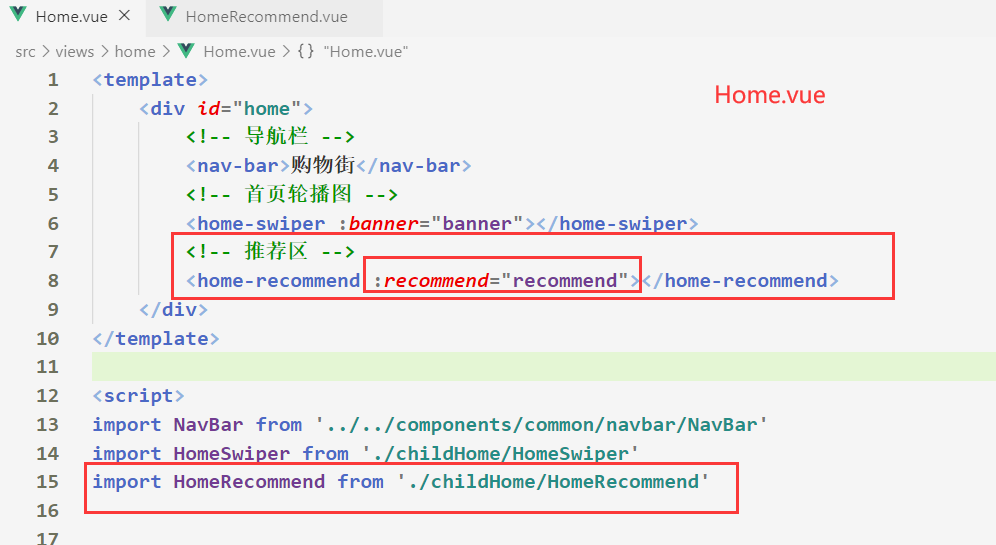 Home.vue × HomeRecommend.vue
src > views > home > Home.vue > {} "Home.vue"
1 <template>
Home.vue
2 <div id="home">
3 <!-- 导航栏 -->
4 <nav-bar>购物街</nav-bar>
5 <!-- 首页轮播图 -->
6 <home-swiper :banner="banner"></home-swiper>
7 <!-- 推荐区 -->
8 <home-recommend :recommend="recommend"></home-recommend>
9 </div>
10 </template>
11
12 <script>
13 import NavBar from '../../components/common/navbar/NavBar'
14 import HomeSwiper from './childHome/HomeSwiper'
15 import HomeRecommend from './childHome/HomeRecommend'
16
17